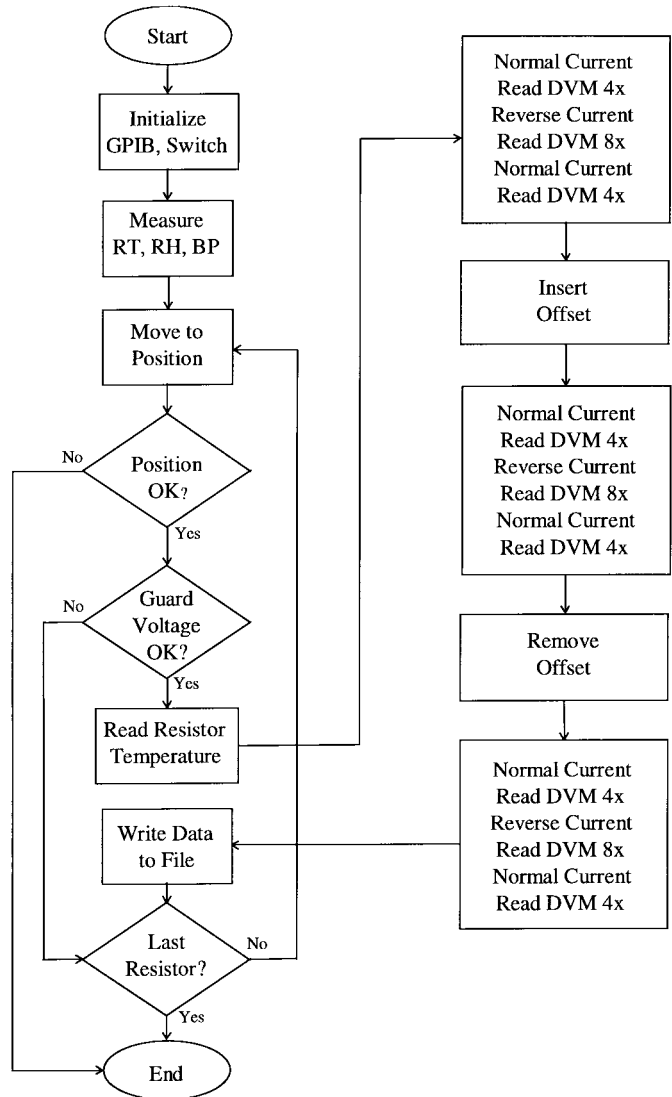 Start
Initialize
GPIB, Switch
Measure
RT, RH, BP
Move to
Position
No
Position
OK?
Yes
No
Guard
Voltage
OK?
Yes
Read Resistor
Temperature
Normal Current
Read DVM 4x
Reverse Current
Read DVM 8x
Normal Current
Read DVM 4x
Insert
Offset
Normal Current
Read DVM 4x
Reverse Current
Read DVM 8x
Normal Current
Read DVM 4x
Remove
Offset
Normal Current
Read DVM 4x
Reverse Current
Read DVM 8x
Normal Current
Read DVM 4x
Write Data
to File
Last
Resistor?
No
Yes
End